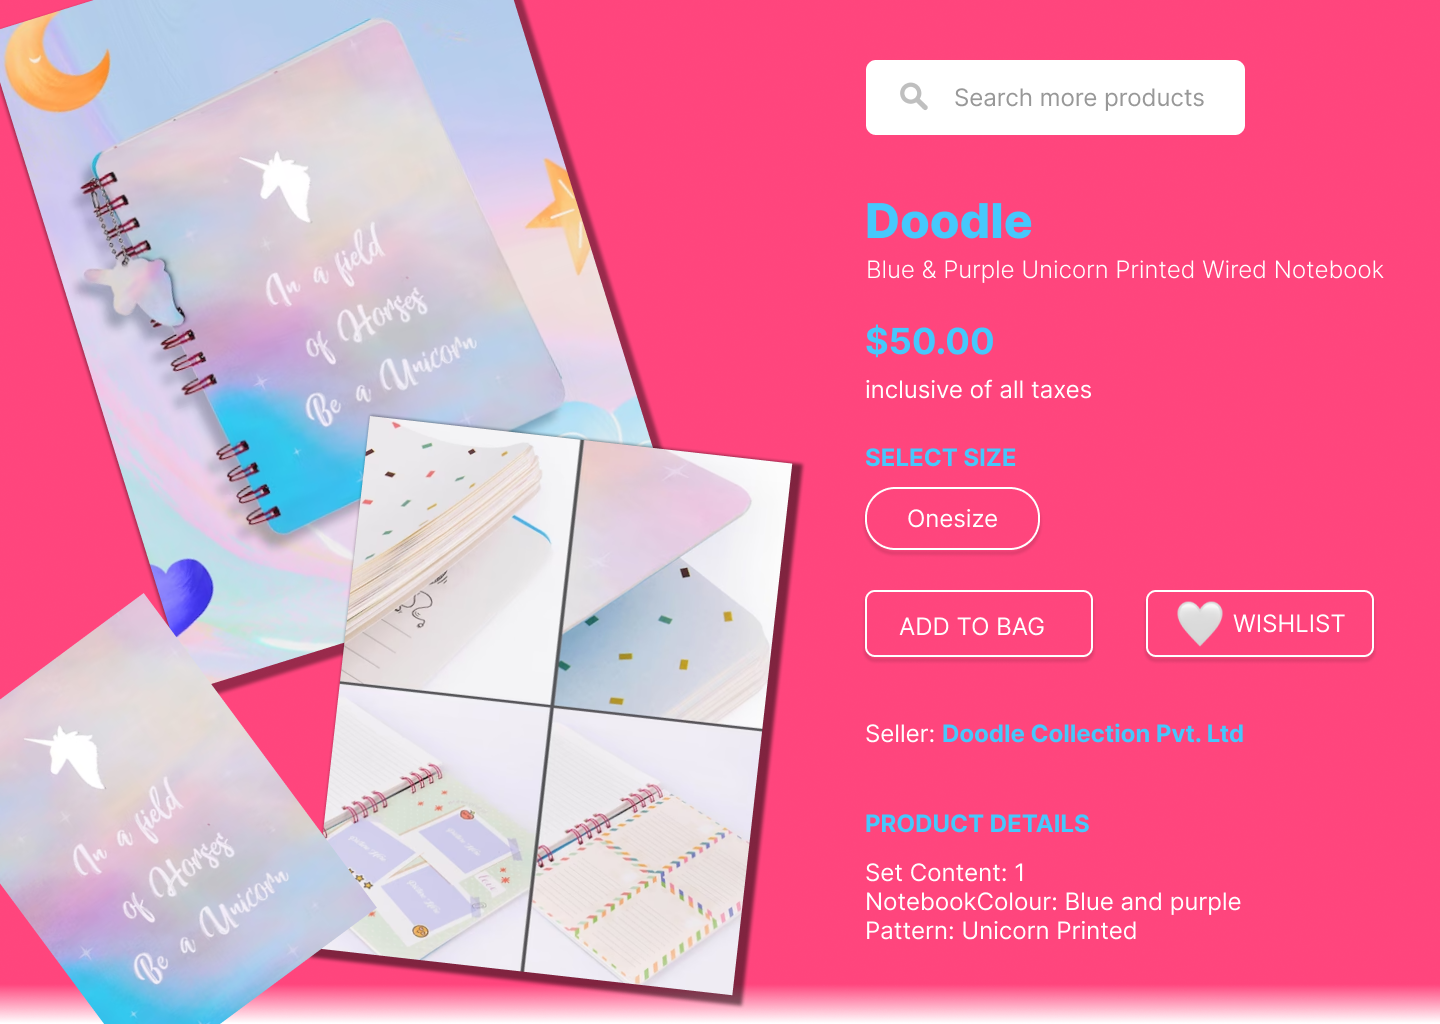 In a field
of Horses
Be a Unicorn
In a field
of Horses
Be a Unicorn
Search more products
Doodle
Blue & Purple Unicorn Printed Wired Notebook
$50.00
inclusive of all taxes
SELECT SIZE
Onesize
ADD TO BAG
WISHLIST
Seller: Doodle Collection Pvt. Ltd
PRODUCT DETAILS
Set Content: 1
NotebookColour: Blue and purple
Pattern: Unicorn Printed